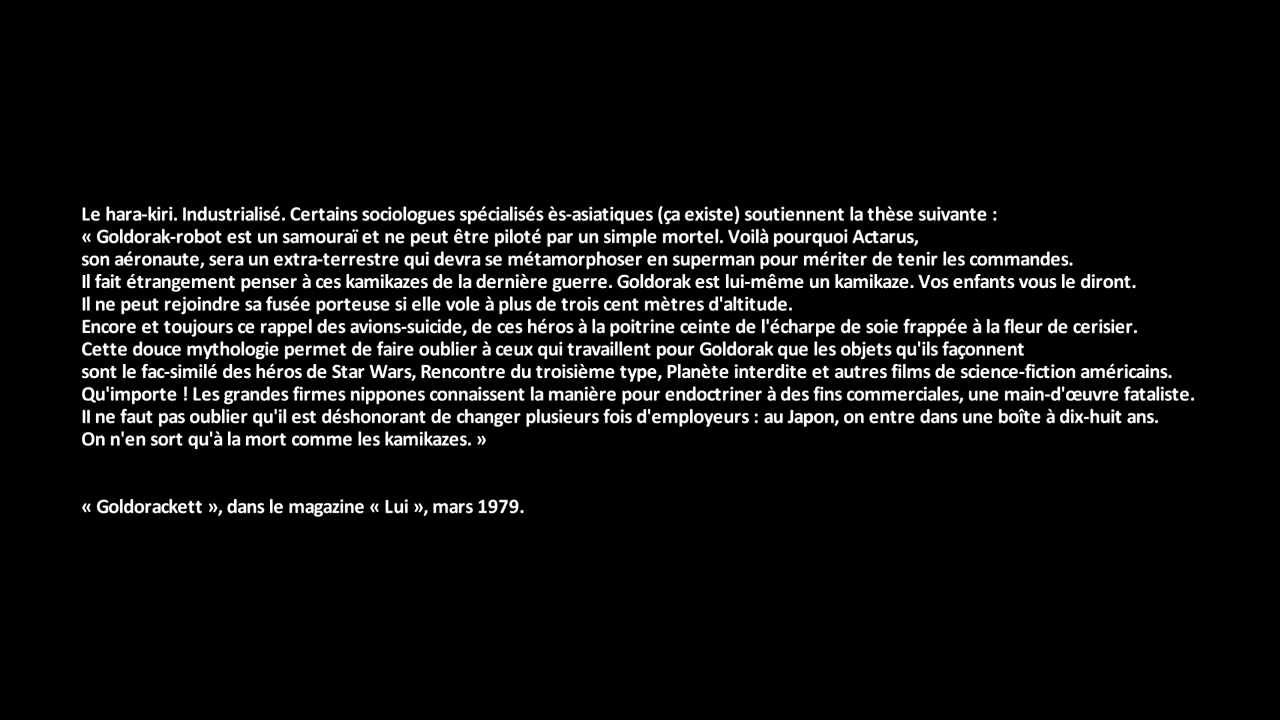 Le hara-kiri. Industrialisé. Certains sociologues spécialisés ès-asiatiques (ça existe) soutiennent la thèse suivante :
« Goldorak-robot est un samouraï et ne peut être piloté par un simple mortel. Voilà pourquoi Actarus,
son aéronaute, sera un extra-terrestre qui devra se métamorphoser en superman pour mériter de tenir les commandes.
Il fait étrangement penser à ces kamikazes de la dernière guerre. Goldorak est lui-même un kamikaze. Vos enfants vous le diront.
Il ne peut rejoindre sa fusée porteuse si elle vole à plus de trois cent mètres d'altitude.
Encore et toujours ce rappel des avions-suicide, de ces héros à la poitrine ceinte de l'écharpe de soie frappée à la fleur de cerisier.
Cette douce mythologie permet de faire oublier à ceux qui travaillent pour Goldorak que les objets qu'ils façonnent
sont le fac-similé des héros de Star Wars, Rencontre du troisième type, Planète interdite et autres films de science-fiction américains.
Qu'importe ! Les grandes firmes nippones connaissent la manière pour endoctriner à des fins commerciales, une main-d'œuvre fataliste.
Il ne faut pas oublier qu'il est déshonorant de changer plusieurs fois d'employeurs : au Japon, on entre dans une boîte à dix-huit ans.
On n'en sort qu'à la mort comme les kamikazes. »
« Goldorackett », dans le magazine « Lui », mars 1979.